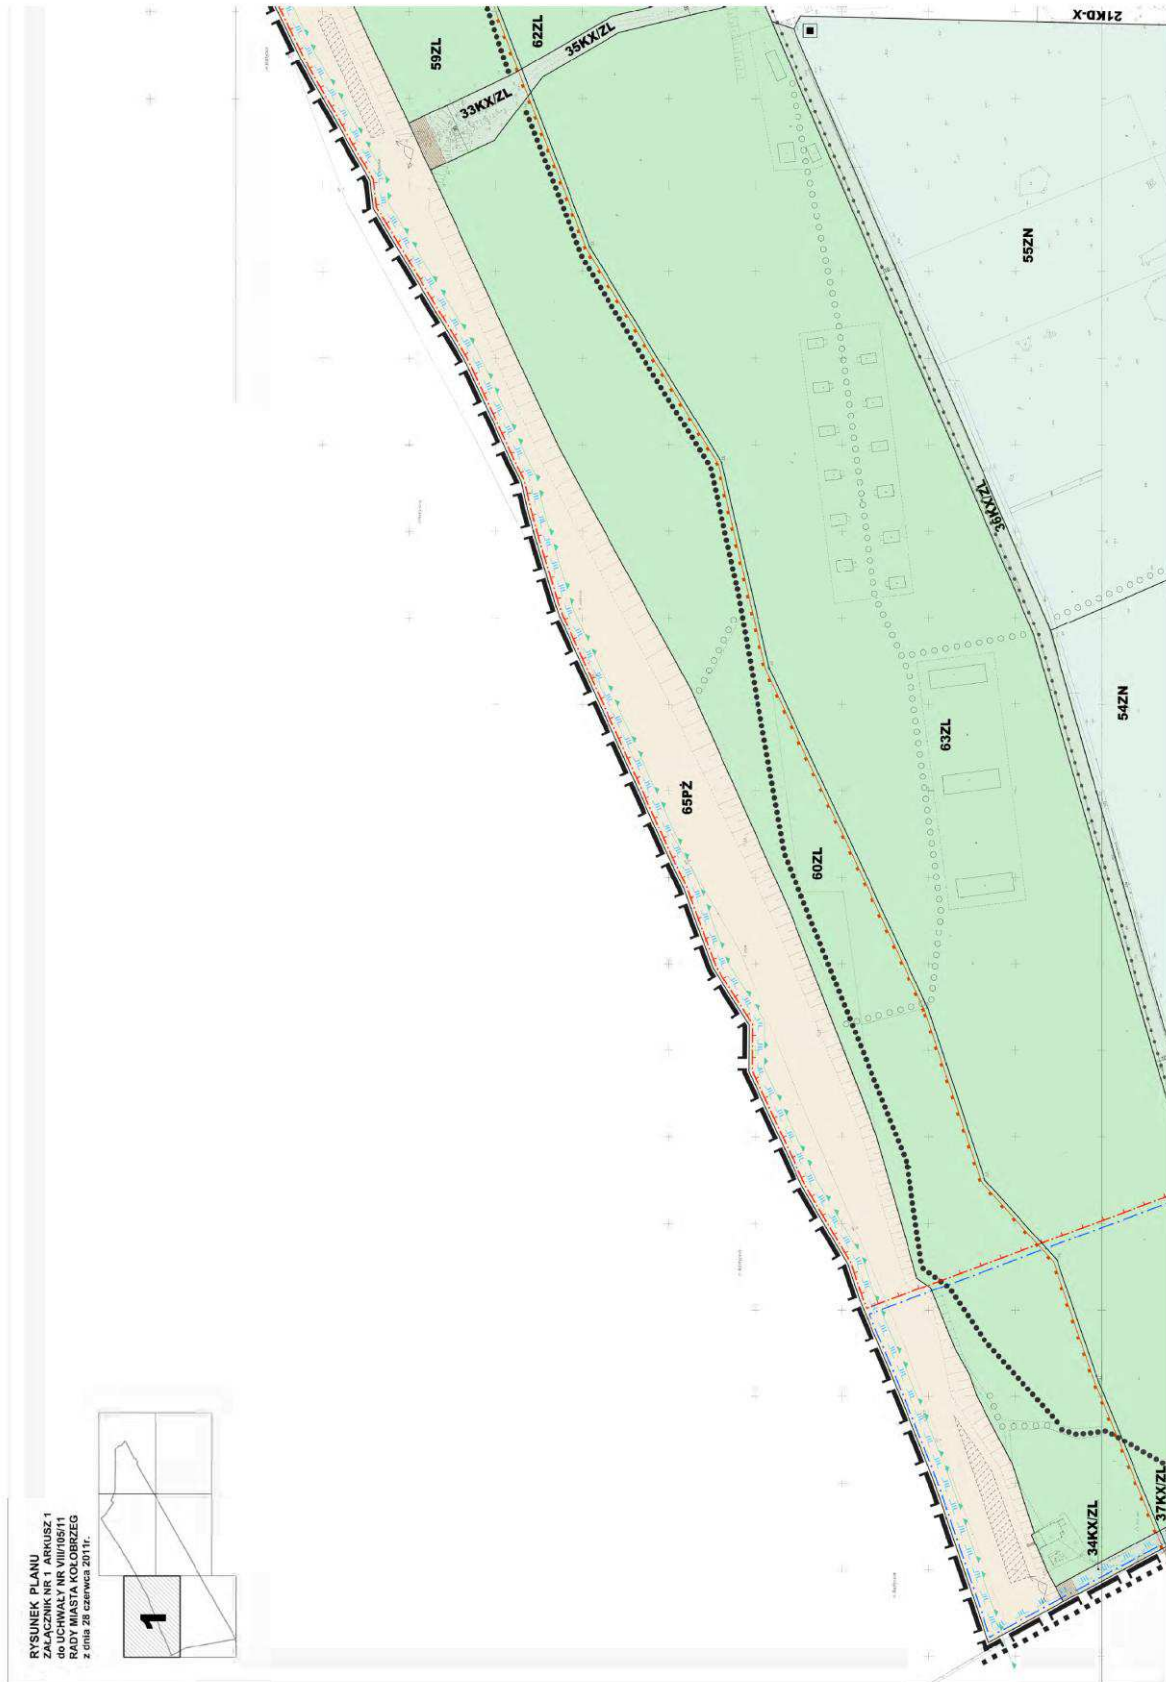 RYSUNEK PLANU
ZAŁĄCZNIK NR 1 ARKUSZ 1
do UCHWAŁY NR VIII/105/11
RADY MIASTA KOŁOBRZEG
z dnia 28 czerwca 2011r.
1
59ZL
62ZL
35KX/ZL
33KX/ZL
21KD-X
55ZN
36KX/ZL
54ZN
63ZL
65PŻ
60ZL
34KX/ZL
37KX/ZL